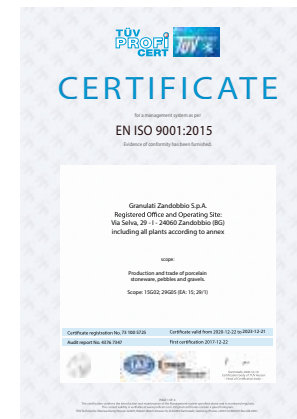 TÜV
PROFI
CERT
TÜV
CERTIFICATE
for a management system as per
EN ISO 9001:2015
Evidence of conformity has been furnished.
Granulati Zandobbio S.p.A.
Registered Office and Operating Site:
Via Selva, 29 - I - 24060 Zandobbio (BG)
including all plants according to annex
scope:
Production and trade of porcelain
stoneware, pebbles and gravels.
Scope: 15G02; 29G05 (EA: 15; 29/1)
Certificate registration No. 73 100 5725 Certificate valid from 2020-12-22 to 2023-12-21
Audit report No. 4376 7347 First certification 2017-12-22